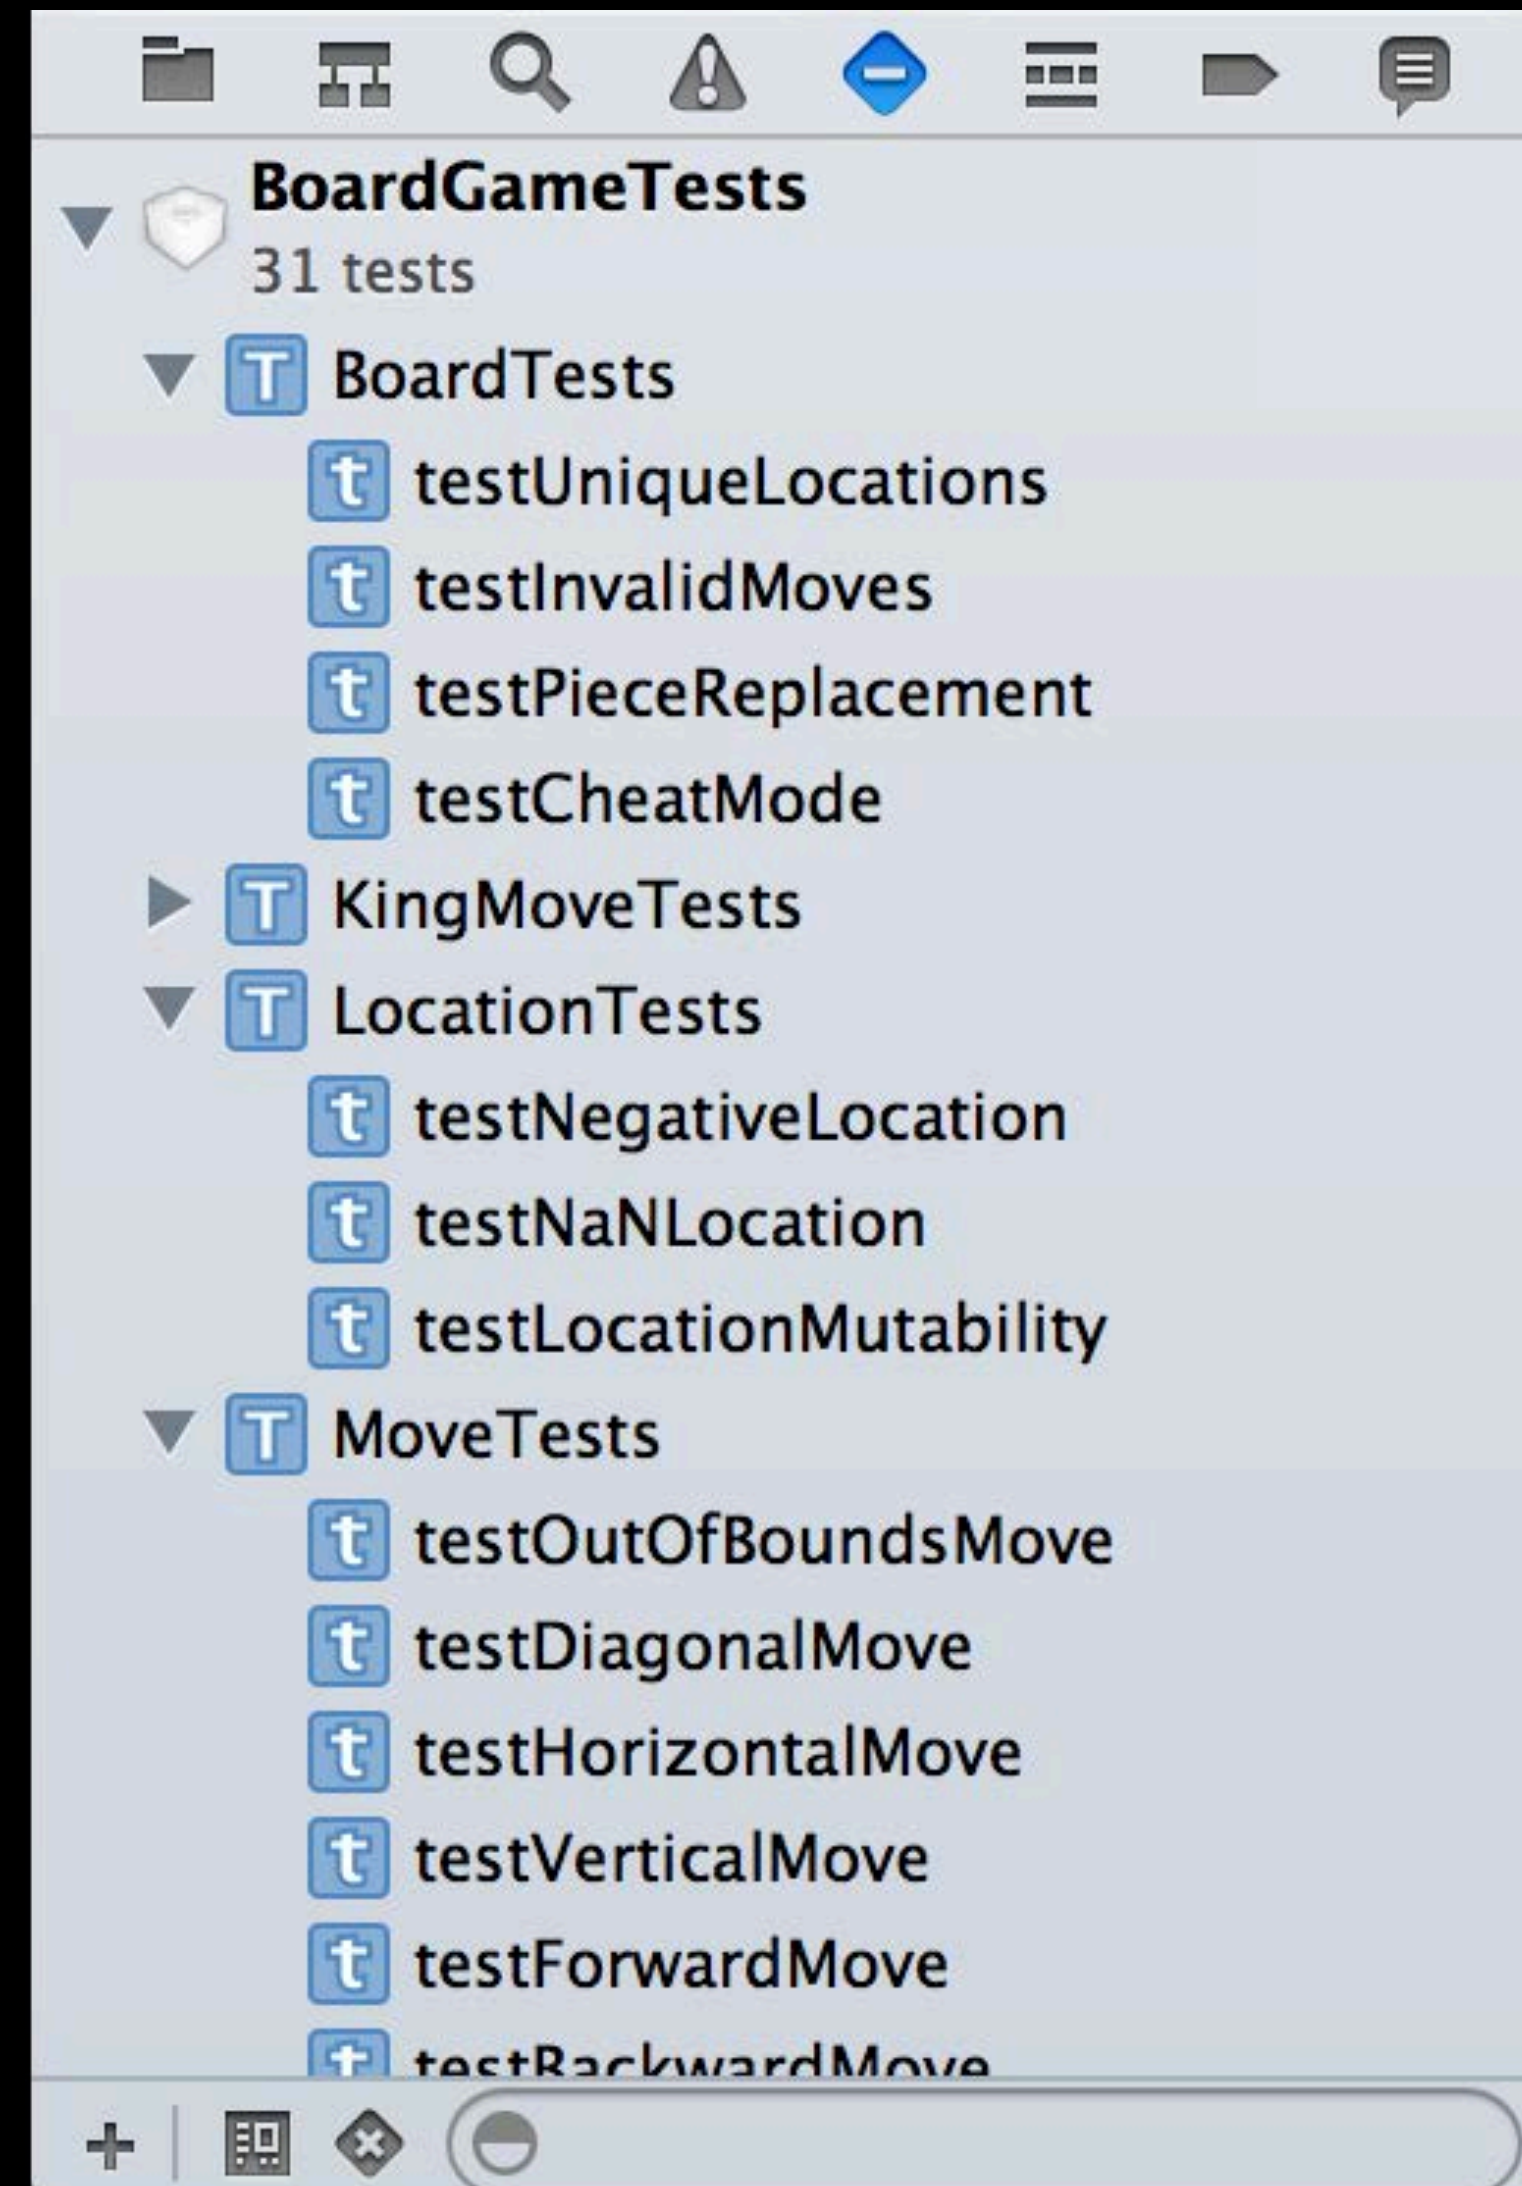 BoardGameTests
31 tests
T BoardTests
t testUniqueLocations
t testInvalidMoves
t testPieceReplacement
t testCheatMode
T KingMoveTests
T LocationTests
t testNegativeLocation
t testNaNLocation
t testLocationMutability
T MoveTests
t testOutOfBoundsMove
t testDiagonalMove
t testHorizontalMove
t testVerticalMove
t testForwardMove
t testBackwardMove